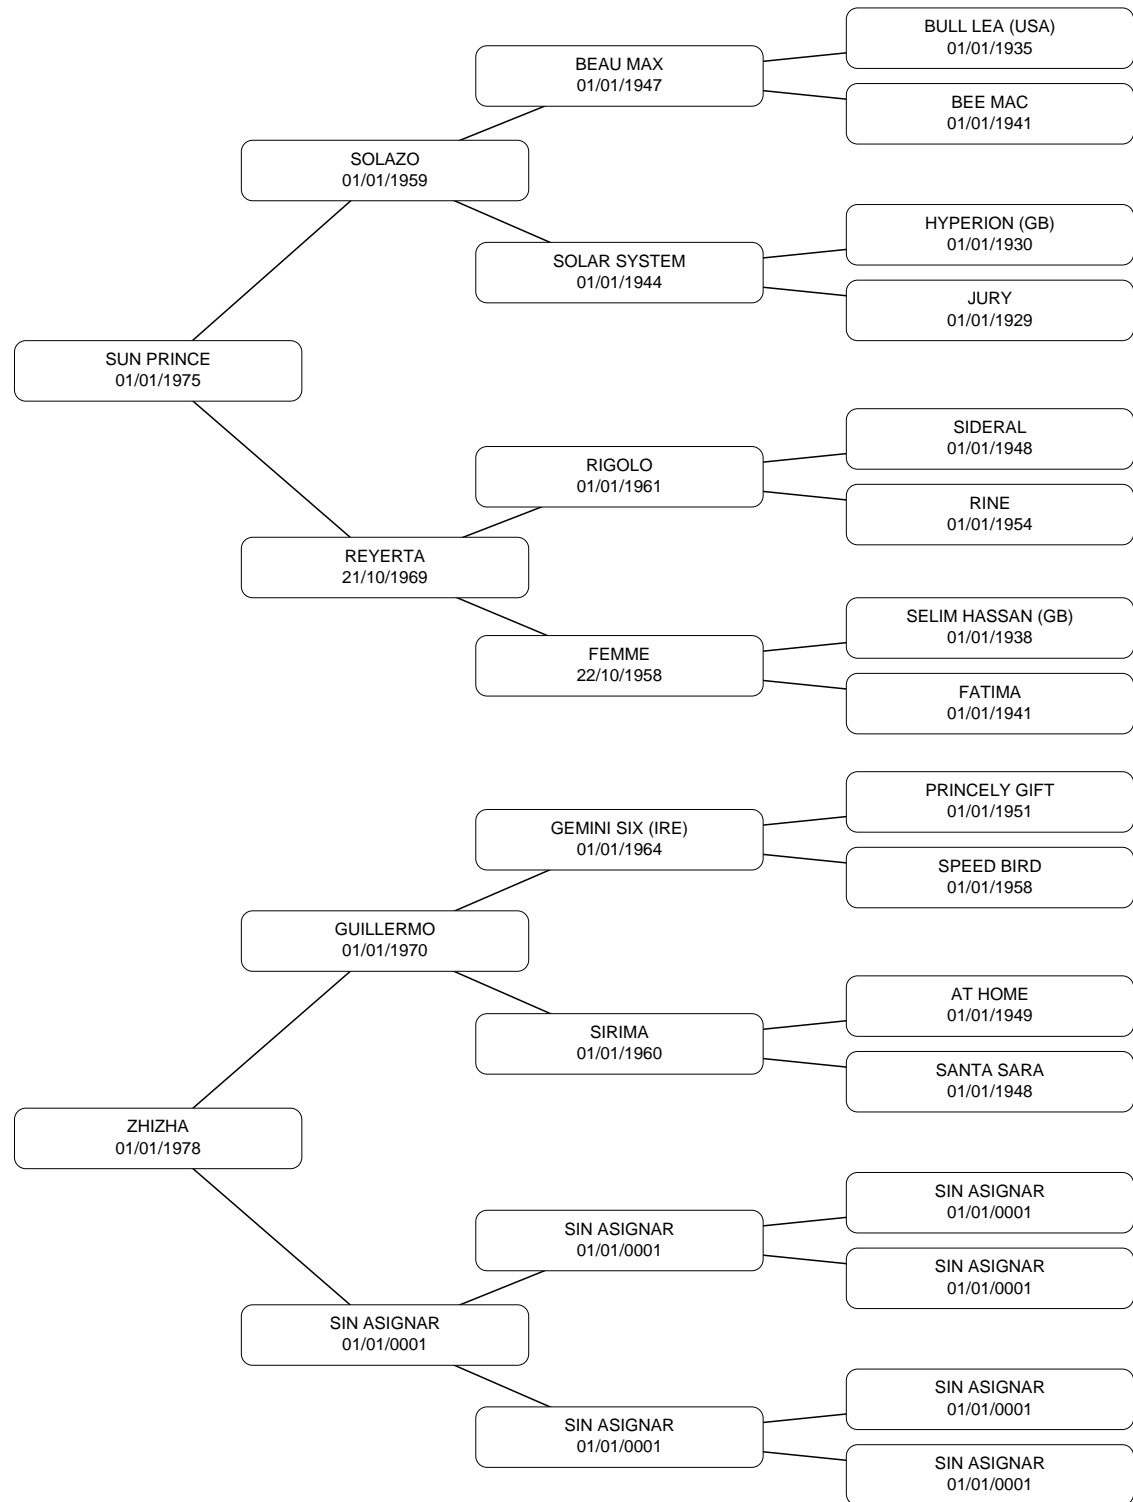 BULL LEA (USA)
01/01/1935
BEAU MAX
01/01/1947
BEE MAC
01/01/1941
SOLAZO
01/01/1959
HYPERION (GB)
01/01/1930
SOLAR SYSTEM
01/01/1944
JURY
01/01/1929
SUN PRINCE
01/01/1975
SIDERAL
01/01/1948
RIGOLO
01/01/1961
RINE
01/01/1954
REYERTA
21/10/1969
SELIM HASSAN (GB)
01/01/1938
FEMME
22/10/1958
FATIMA
01/01/1941
PRINCELY GIFT
01/01/1951
GEMINI SIX (IRE)
01/01/1964
SPEED BIRD
01/01/1958
GUILLERMO
01/01/1970
AT HOME
01/01/1949
SIRIMA
01/01/1960
SANTA SARA
01/01/1948
ZHIZHA
01/01/1978
SIN ASIGNAR
01/01/0001
SIN ASIGNAR
01/01/0001
SIN ASIGNAR
01/01/0001
SIN ASIGNAR
01/01/0001
SIN ASIGNAR
01/01/0001
SIN ASIGNAR
01/01/0001
SIN ASIGNAR
01/01/0001